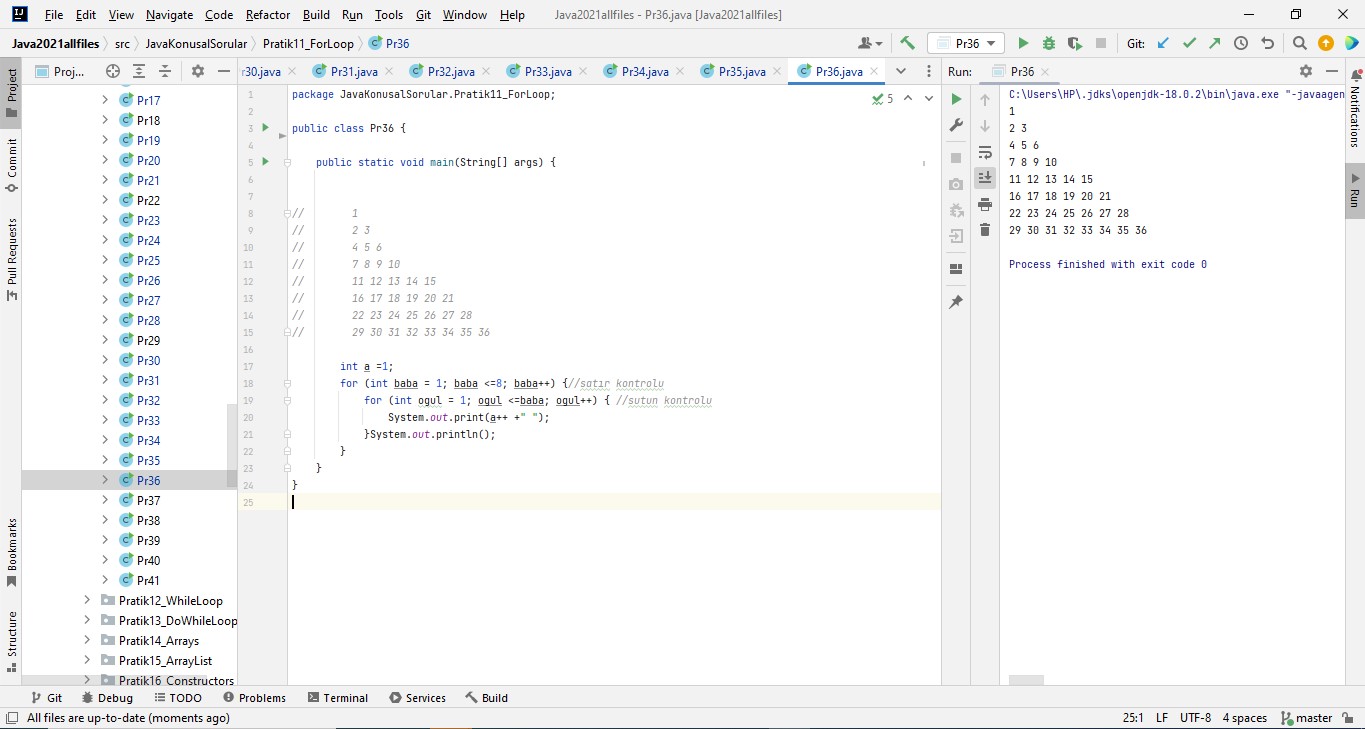 File Edit View Navigate Code Refactor Build Run Tools Git Window Help Java2021allfiles - Pr36.java [Java2021allfiles]
Java2021allfiles src JavaKonusalSorular Pratik11_ForLoop Pr36 Pr36 Git:
Project
Commit
Pull Requests
Bookmarks
Structure
Proj...
Pr17
Pr18
Pr19
Pr20
Pr21
Pr22
Pr23
Pr24
Pr25
Pr26
Pr27
Pr28
Pr29
Pr30
Pr31
Pr32
Pr33
Pr34
Pr35
Pr36
Pr37
Pr38
Pr39
Pr40
Pr41
Pratik12_WhileLoop
Pratik13_DoWhileLoop
Pratik14_Arrays
Pratik15_ArrayList
Pratik16_Constructors
r30.java Pr31.java Pr32.java Pr33.java Pr34.java Pr35.java Pr36.java
5
1 package JavaKonusalSorular.Pratik11_ForLoop;
2
3 public class Pr36 {
4
5 public static void main(String[] args) {
6
7
8 // 1
9 // 2 3
10 // 4 5 6
11 // 7 8 9 10
12 // 11 12 13 14 15
13 // 16 17 18 19 20 21
14 // 22 23 24 25 26 27 28
15 // 29 30 31 32 33 34 35 36
16
17 int a =1;
18 for (int baba = 1; baba <=8; baba++) {//satır kontrolu
19 for (int ogul = 1; ogul <=baba; ogul++) { //sutun kontrolu
20 System.out.print(a++ +" ");
21 }System.out.println();
22 }
23 }
24 }
25
Run: Pr36
C:\Users\HP\.jdks\openjdk-18.0.2\bin\java.exe "-javaagen
1
2 3
4 5 6
7 8 9 10
11 12 13 14 15
16 17 18 19 20 21
22 23 24 25 26 27 28
29 30 31 32 33 34 35 36
Process finished with exit code 0
Notifications
Run
Git Debug TODO Problems Terminal Services Build
All files are up-to-date (moments ago) 25:1 LF UTF-8 4 spaces master